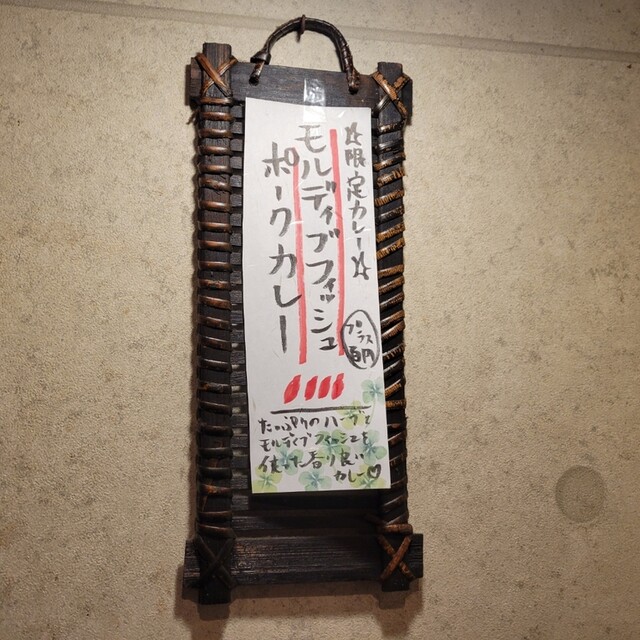 ☆限定カレー☆
モルディブフィッシュ
ポークカレー
プラス
百円
たっぷりのハーブと
モルディブフィッシュを
使った香り良い
カレー♡